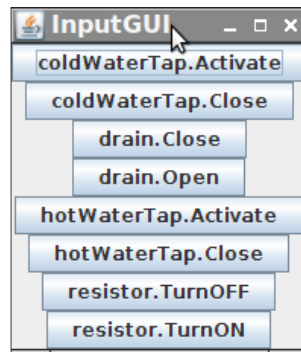 InputGUI
coldWaterTap.Activate
coldWaterTap.Close
drain.Close
drain.Open
hotWaterTap.Activate
hotWaterTap.Close
resistor.TurnOFF
resistor.TurnON